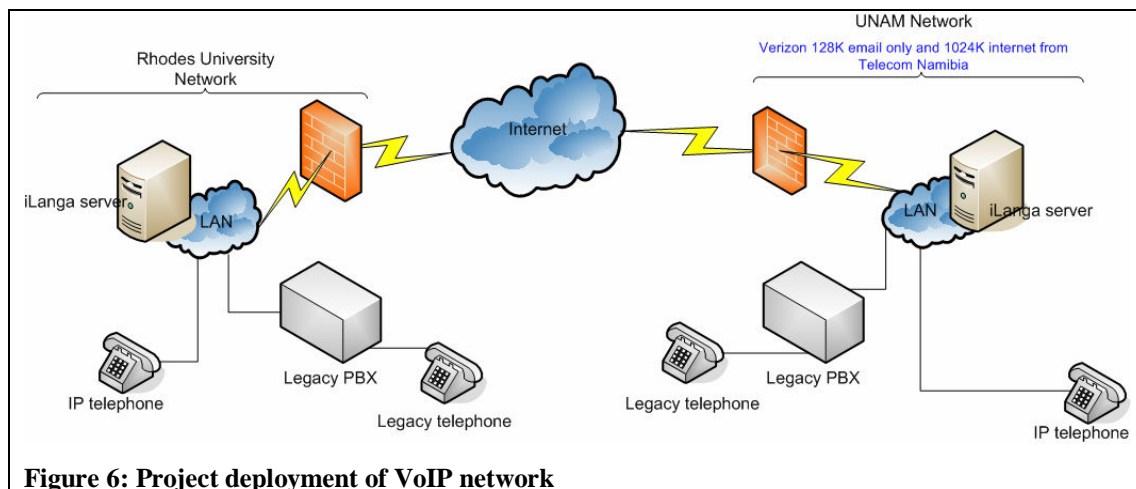 UNAM Network
Verizon 128K email only and 1024K internet from
Telecom Namibia
Rhodes University
Network
Internet
iLanga server
LAN
LAN
iLanga server
Legacy PBX
Legacy PBX
IP telephone
Legacy telephone
Legacy telephone
IP telephone
Figure 6: Project deployment of VoIP network